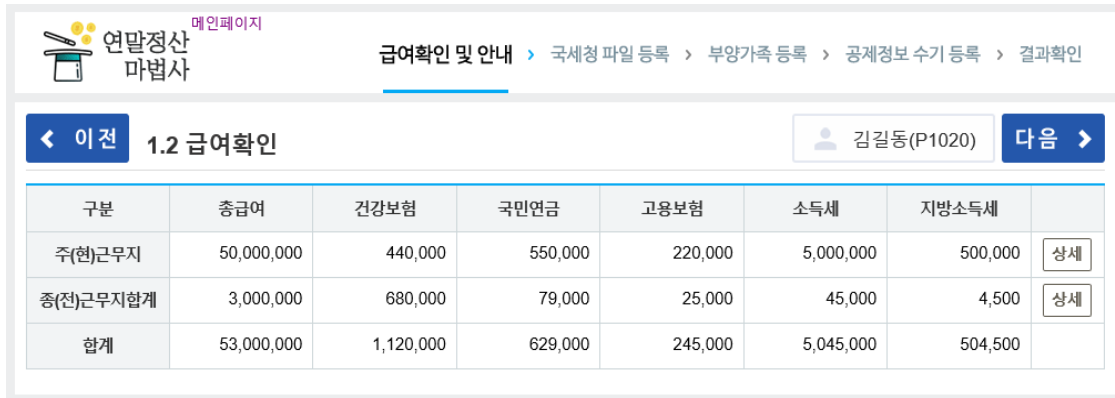 메인페이지
연말정산
마법사
급여확인 및 안내 > 국세청 파일 등록 > 부양가족 등록 > 공제정보 수기 등록 > 결과확인
이전 1.2 급여확인 김길동(P1020) 다음
구분 총급여 건강보험 국민연금 고용보험 소득세 지방소득세
주(현)근무지 50,000,000 440,000 550,000 220,000 5,000,000 500,000 상세
종(전)근무지합계 3,000,000 680,000 79,000 25,000 45,000 4,500 상세
합계 53,000,000 1,120,000 629,000 245,000 5,045,000 504,500